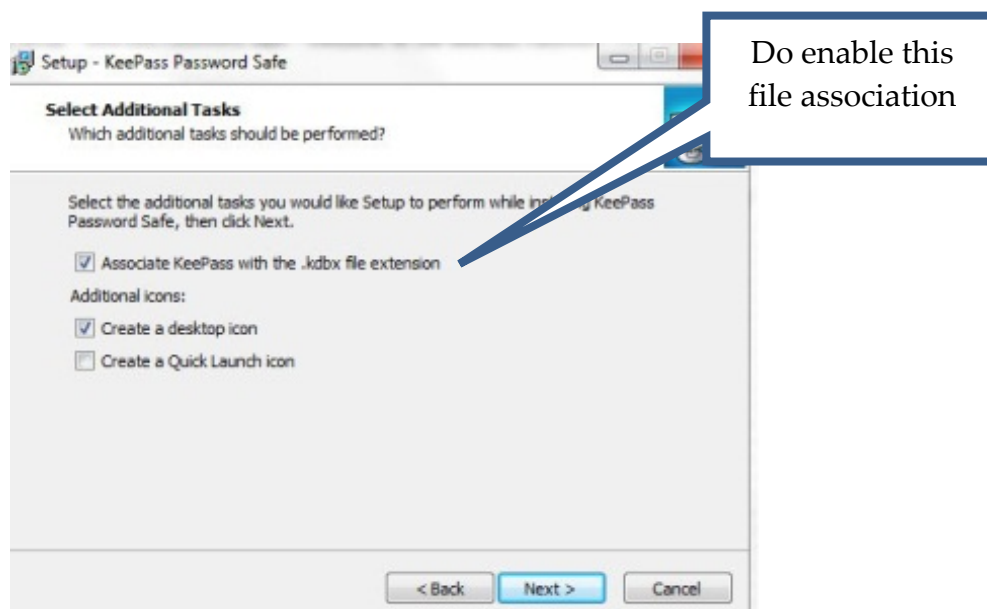 Setup - KeePass Password Safe
Do enable this
file association
Select Additional Tasks
Which additional tasks should be performed?
Select the additional tasks you would like Setup to perform while KeePass
Password Safe, then click Next.
Associate KeePass with the .kdbx file extension
Additional icons:
Create a desktop icon
Create a Quick Launch icon
< Back
Next >
Cancel